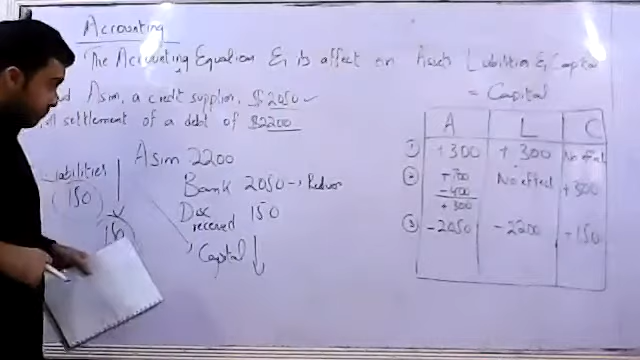 Accounting
The Accounting Equation & its affect on Assets Liabilities & Capital
= Capital
Asim, a credit supplier, $2050
settlement of a debt of $2200
Liabilities
150
150
Asim 2200
Bank 2050 → Reduce
Disc received 150
Capital ↓
A L C
① +300 +300 No effect
② +700 -400 +300 No effect +300
③ -2050 -2200 -150